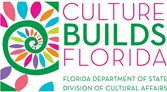 CULTURE
BUILDS
FLORIDA
FLORIDA DEPARTMENT OF STATE
DIVISION OF CULTURAL AFFAIRS